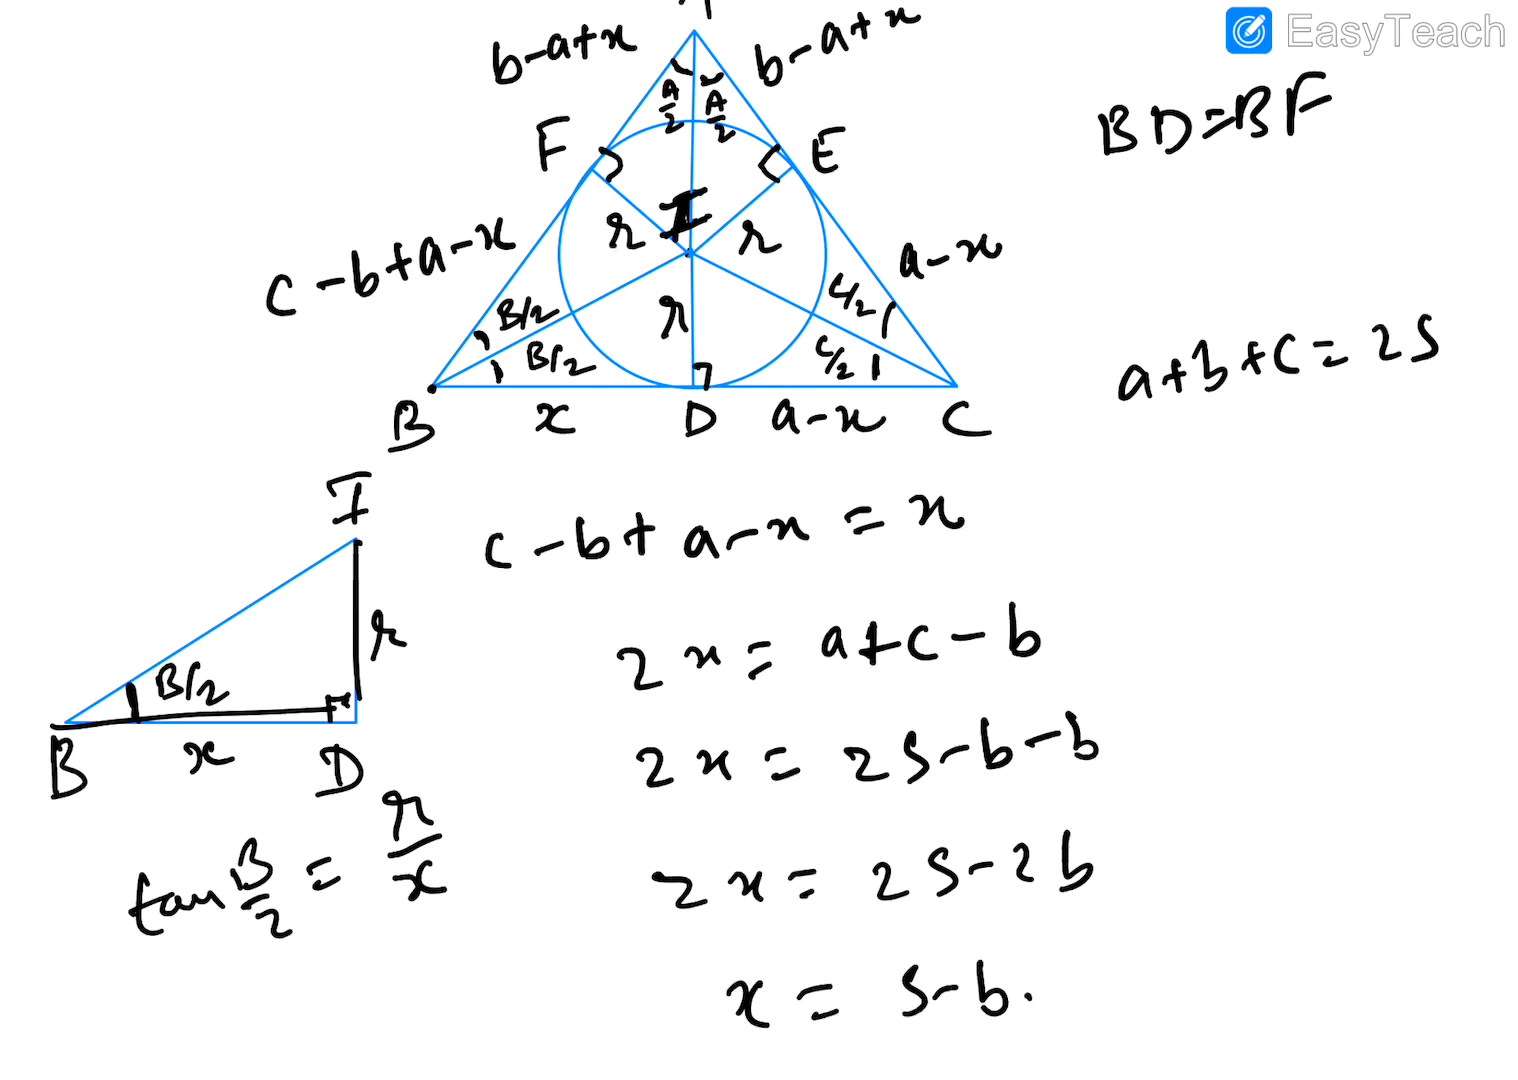 EasyTeach
b-a+x
b-a+x
A/2
A/2
BD=BF
F
E
I
r
r
c-b+a-x
a-x
B/2
C/2
r
B/2
C/2
a+b+c=2S
B
x
D
a-x
C
I
c-b+a-x=x
r
B/2
2x=a+c-b
B
x
D
2x=2S-b-b
tan B/2 = r/x
2x=2S-2b
x=S-b.